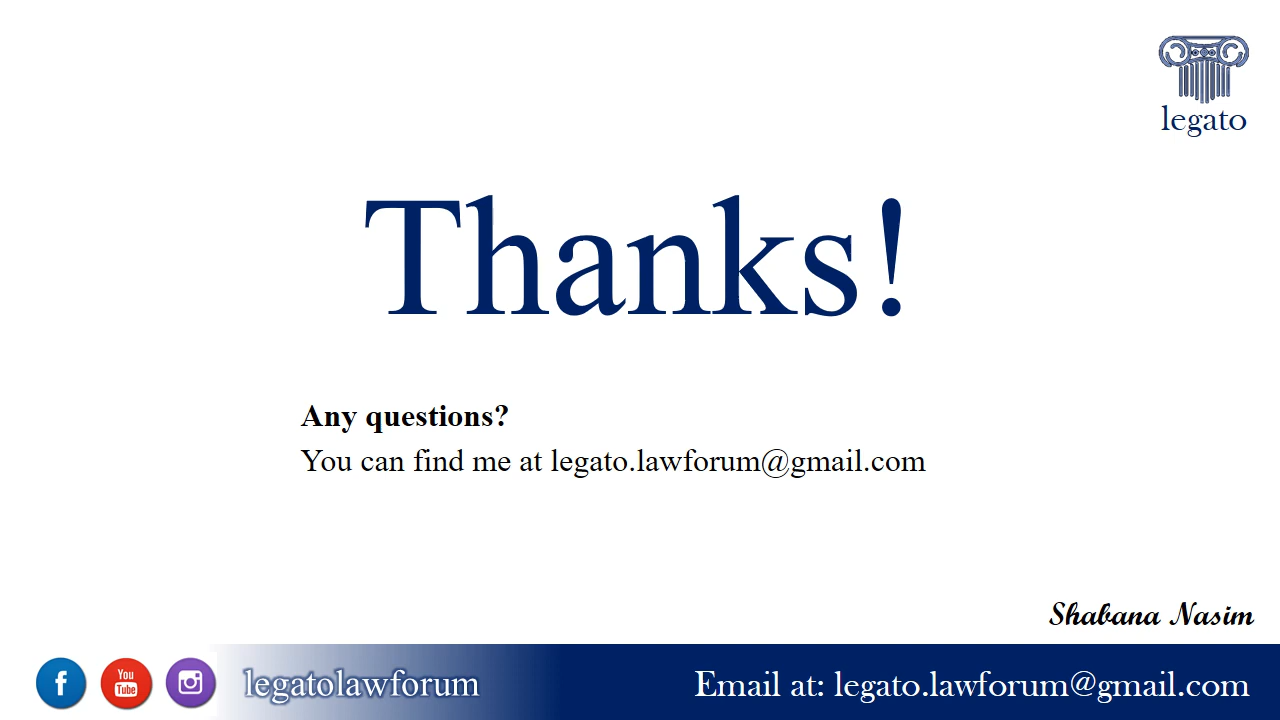 legato
Thanks!
Any questions?
You can find me at legato.lawforum@gmail.com
Shabana Nasim
f
You
Tube
legatolawforum
Email at: legato.lawforum@gmail.com